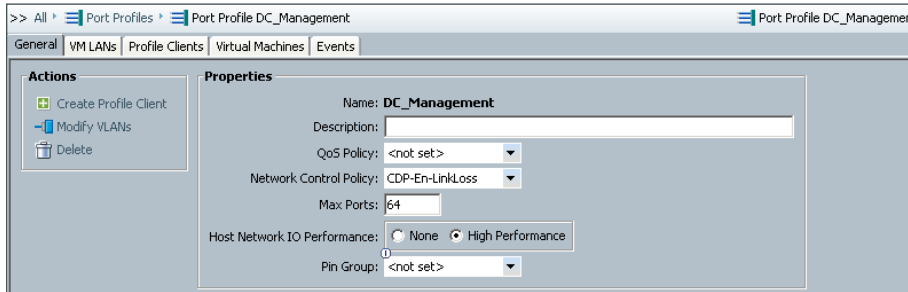 >> All Port Profiles Port Profile DC_Management
Port Profile DC_Managemen
General VM LANs Profile Clients Virtual Machines Events
Actions
Create Profile Client
Modify VLANs
Delete
Properties
Name: DC_Management
Description:
QoS Policy: <not set>
Network Control Policy: CDP-En-LinkLoss
Max Ports: 64
Host Network IO Performance: None High Performance
Pin Group: <not set>